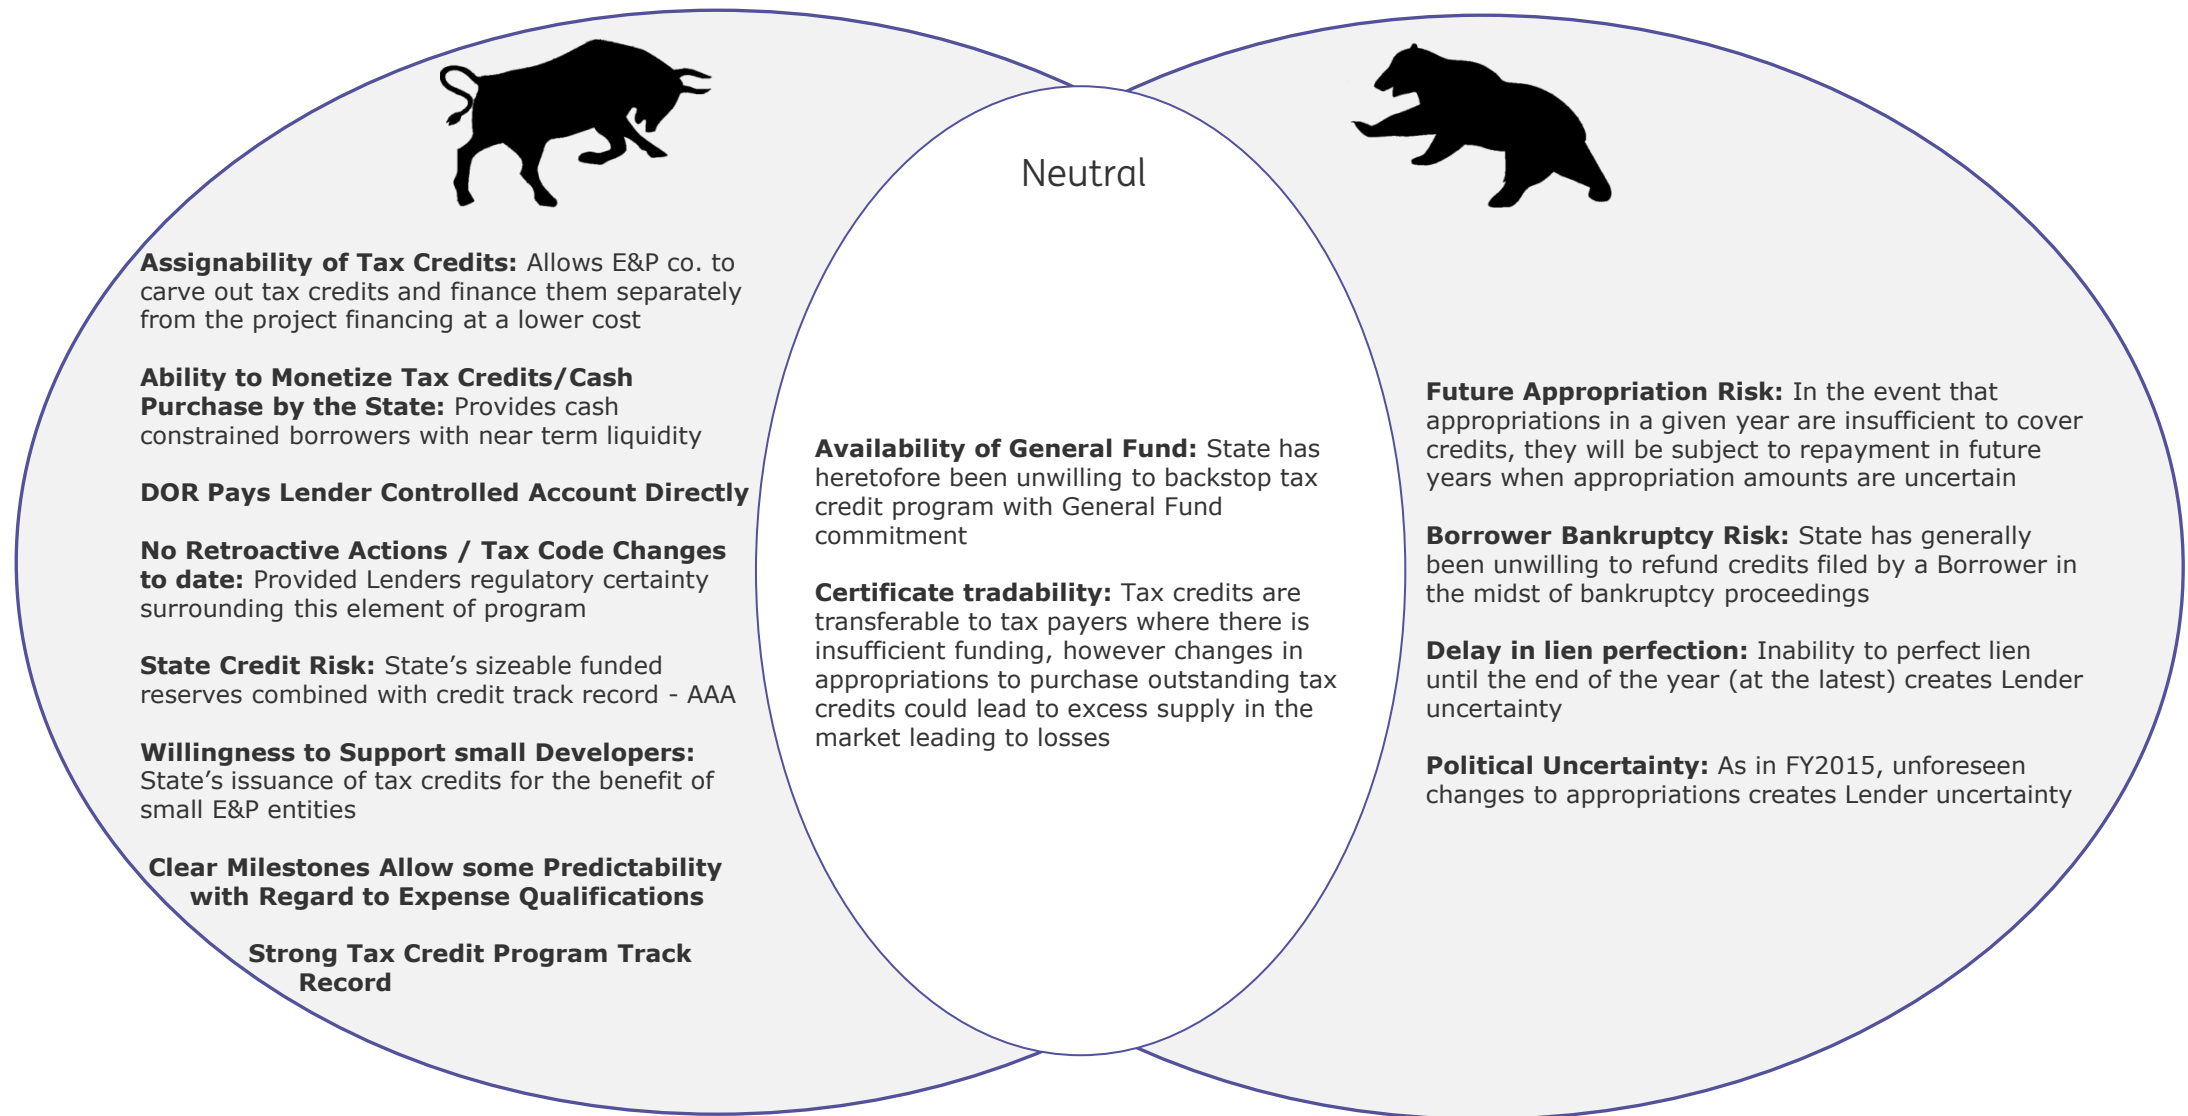 Assignability of Tax Credits: Allows E&P co. to
carve out tax credits and finance them separately
from the project financing at a lower cost
Ability to Monetize Tax Credits/Cash
Purchase by the State: Provides cash
constrained borrowers with near term liquidity
DOR Pays Lender Controlled Account Directly
No Retroactive Actions / Tax Code Changes
to date: Provided Lenders regulatory certainty
surrounding this element of program
State Credit Risk: State’s sizeable funded
reserves combined with credit track record - AAA
Willingness to Support small Developers:
State’s issuance of tax credits for the benefit of
small E&P entities
Clear Milestones Allow some Predictability
with Regard to Expense Qualifications
Strong Tax Credit Program Track
Record
Neutral
Availability of General Fund: State has
heretofore been unwilling to backstop tax
credit program with General Fund
commitment
Certificate tradability: Tax credits are
transferable to tax payers where there is
insufficient funding, however changes in
appropriations to purchase outstanding tax
credits could lead to excess supply in the
market leading to losses
Future Appropriation Risk: In the event that
appropriations in a given year are insufficient to cover
credits, they will be subject to repayment in future
years when appropriation amounts are uncertain
Borrower Bankruptcy Risk: State has generally
been unwilling to refund credits filed by a Borrower in
the midst of bankruptcy proceedings
Delay in lien perfection: Inability to perfect lien
until the end of the year (at the latest) creates Lender
uncertainty
Political Uncertainty: As in FY2015, unforeseen
changes to appropriations creates Lender uncertainty